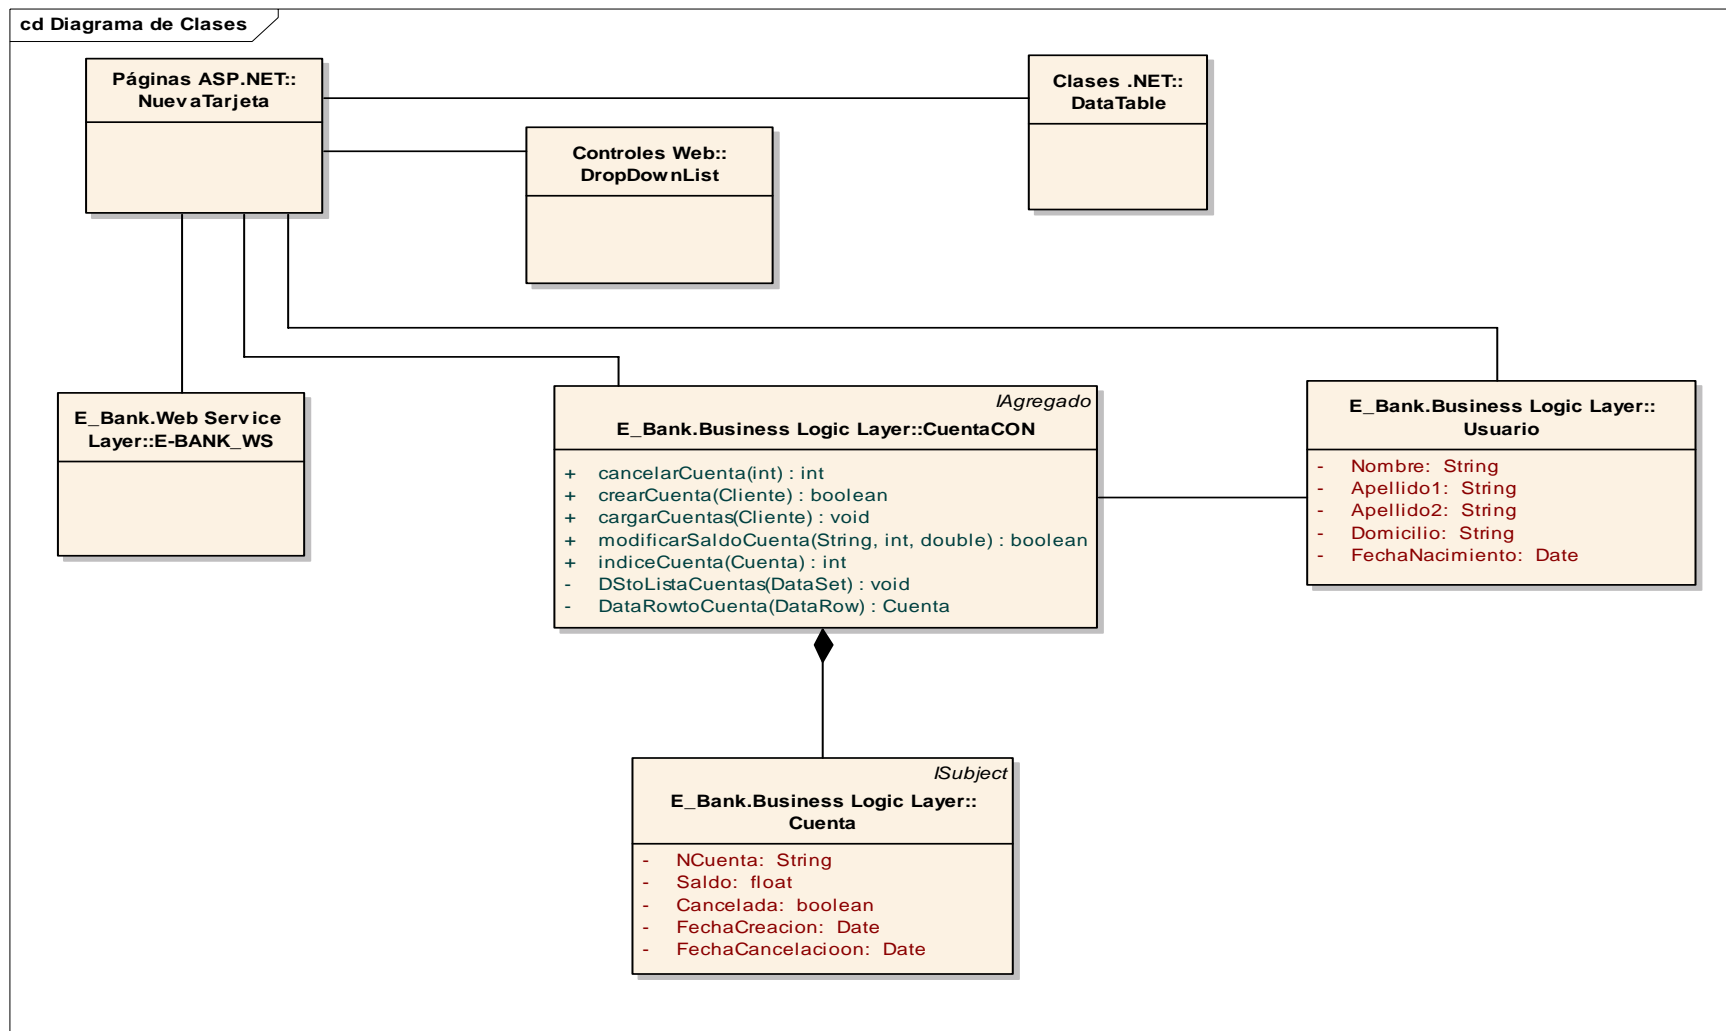 cd Diagrama de Clases
Páginas ASP.NET::
NuevaTarjeta
Clases .NET::
DataTable
Controles Web::
DropDownList
E_Bank.Web Service
Layer::E-BANK_WS
IAgregado
E_Bank.Business Logic Layer::CuentaCON
+ cancelarCuenta(int) : int
+ crearCuenta(Cliente) : boolean
+ cargarCuentas(Cliente) : void
+ modificarSaldoCuenta(String, int, double) : boolean
+ indiceCuenta(Cuenta) : int
- DStoListaCuentas(DataSet) : void
- DataRowtoCuenta(DataRow) : Cuenta
E_Bank.Business Logic Layer::
Usuario
- Nombre: String
- Apellido1: String
- Apellido2: String
- Domicilio: String
- FechaNacimiento: Date
ISubject
E_Bank.Business Logic Layer::
Cuenta
- NCuenta: String
- Saldo: float
- Cancelada: boolean
- FechaCreacion: Date
- FechaCancelacioon: Date